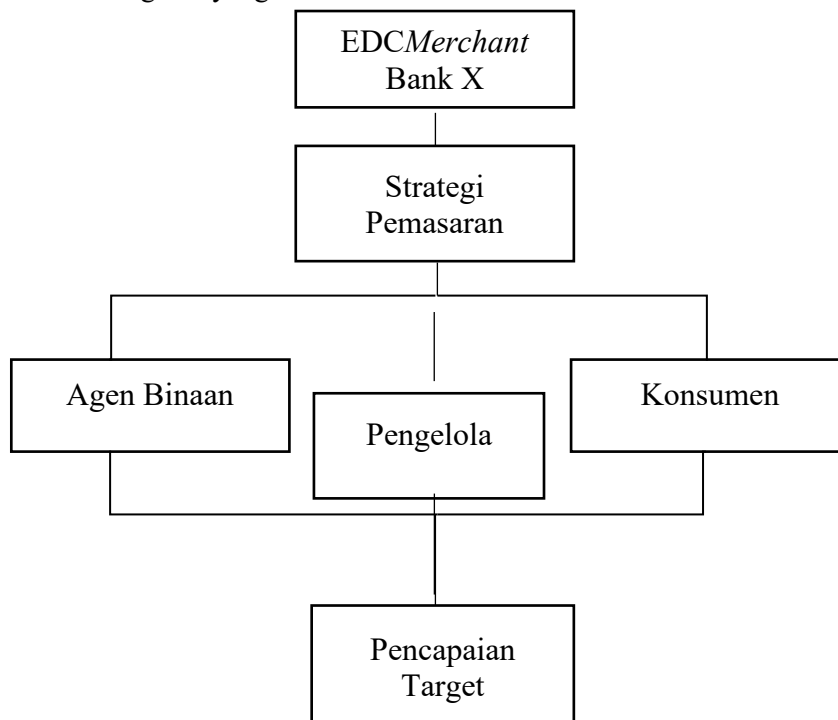 EDCMerchant
Bank X
Strategi
Pemasaran
Agen Binaan
Pengelola
Konsumen
Pencapaian
Target